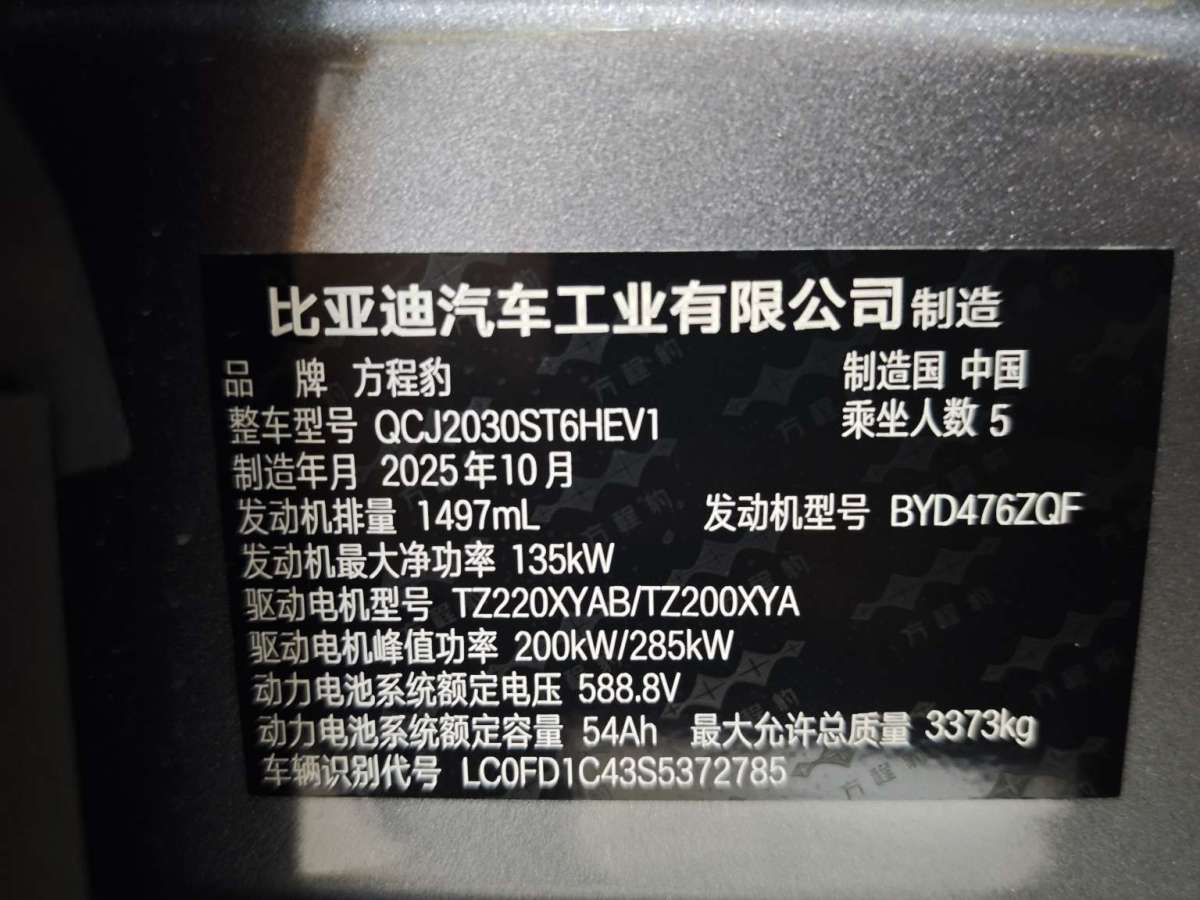 比亚迪汽车工业有限公司制造
品 牌 方程豹 制造国 中国
整车型号 QCJ2030ST6HEV1 乘坐人数 5
制造年月 2025年10月
发动机排量 1497mL 发动机型号 BYD476ZQF
发动机最大净功率 135kW
驱动电机型号 TZ220XYAB/TZ200XYA
驱动电机峰值功率 200kW/285kW
动力电池系统额定电压 588.8V
动力电池系统额定容量 54Ah 最大允许总质量 3373kg
车辆识别代号 LC0FD1C43S5372785